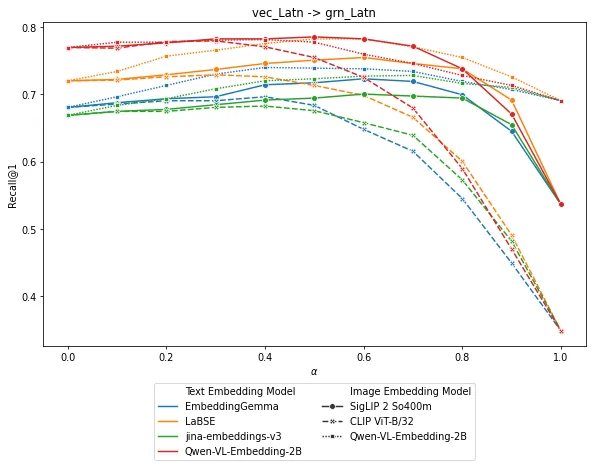 vec_Latn -> grn_Latn
Recall@1
0.8
0.7
0.6
0.5
0.4
0.0 0.2 0.4 0.6 0.8 1.0
α
Text Embedding Model Image Embedding Model
EmbeddingGemma SigLIP 2 So400m
LaBSE CLIP ViT-B/32
jina-embeddings-v3 Qwen-VL-Embedding-2B
Qwen-VL-Embedding-2B